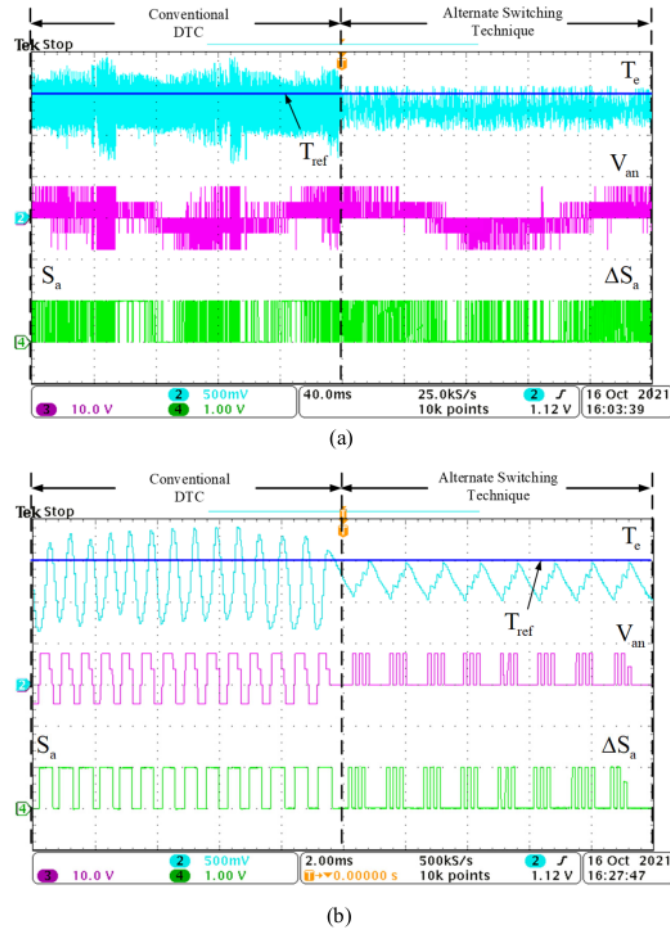 Conventional
DTC
Alternate Switching
Technique
Tek Stop
T
Te
Tref
Van
2
Sa
ΔSa
4
2 500mV
3 10.0 V 4 1.00 V
40.0ms 25.0kS/s
10k points
2 ∫
1.12 V
16 Oct 2021
16:03:39
(a)
Conventional
DTC
Alternate Switching
Technique
Tek Stop
Te
Tref
Van
2
Sa
ΔSa
4
2 500mV
3 10.0 V 4 1.00 V
2.00ms 500kS/s
T→▼0.00000 s 10k points
2 ∫
1.12 V
16 Oct 2021
16:27:47
(b)